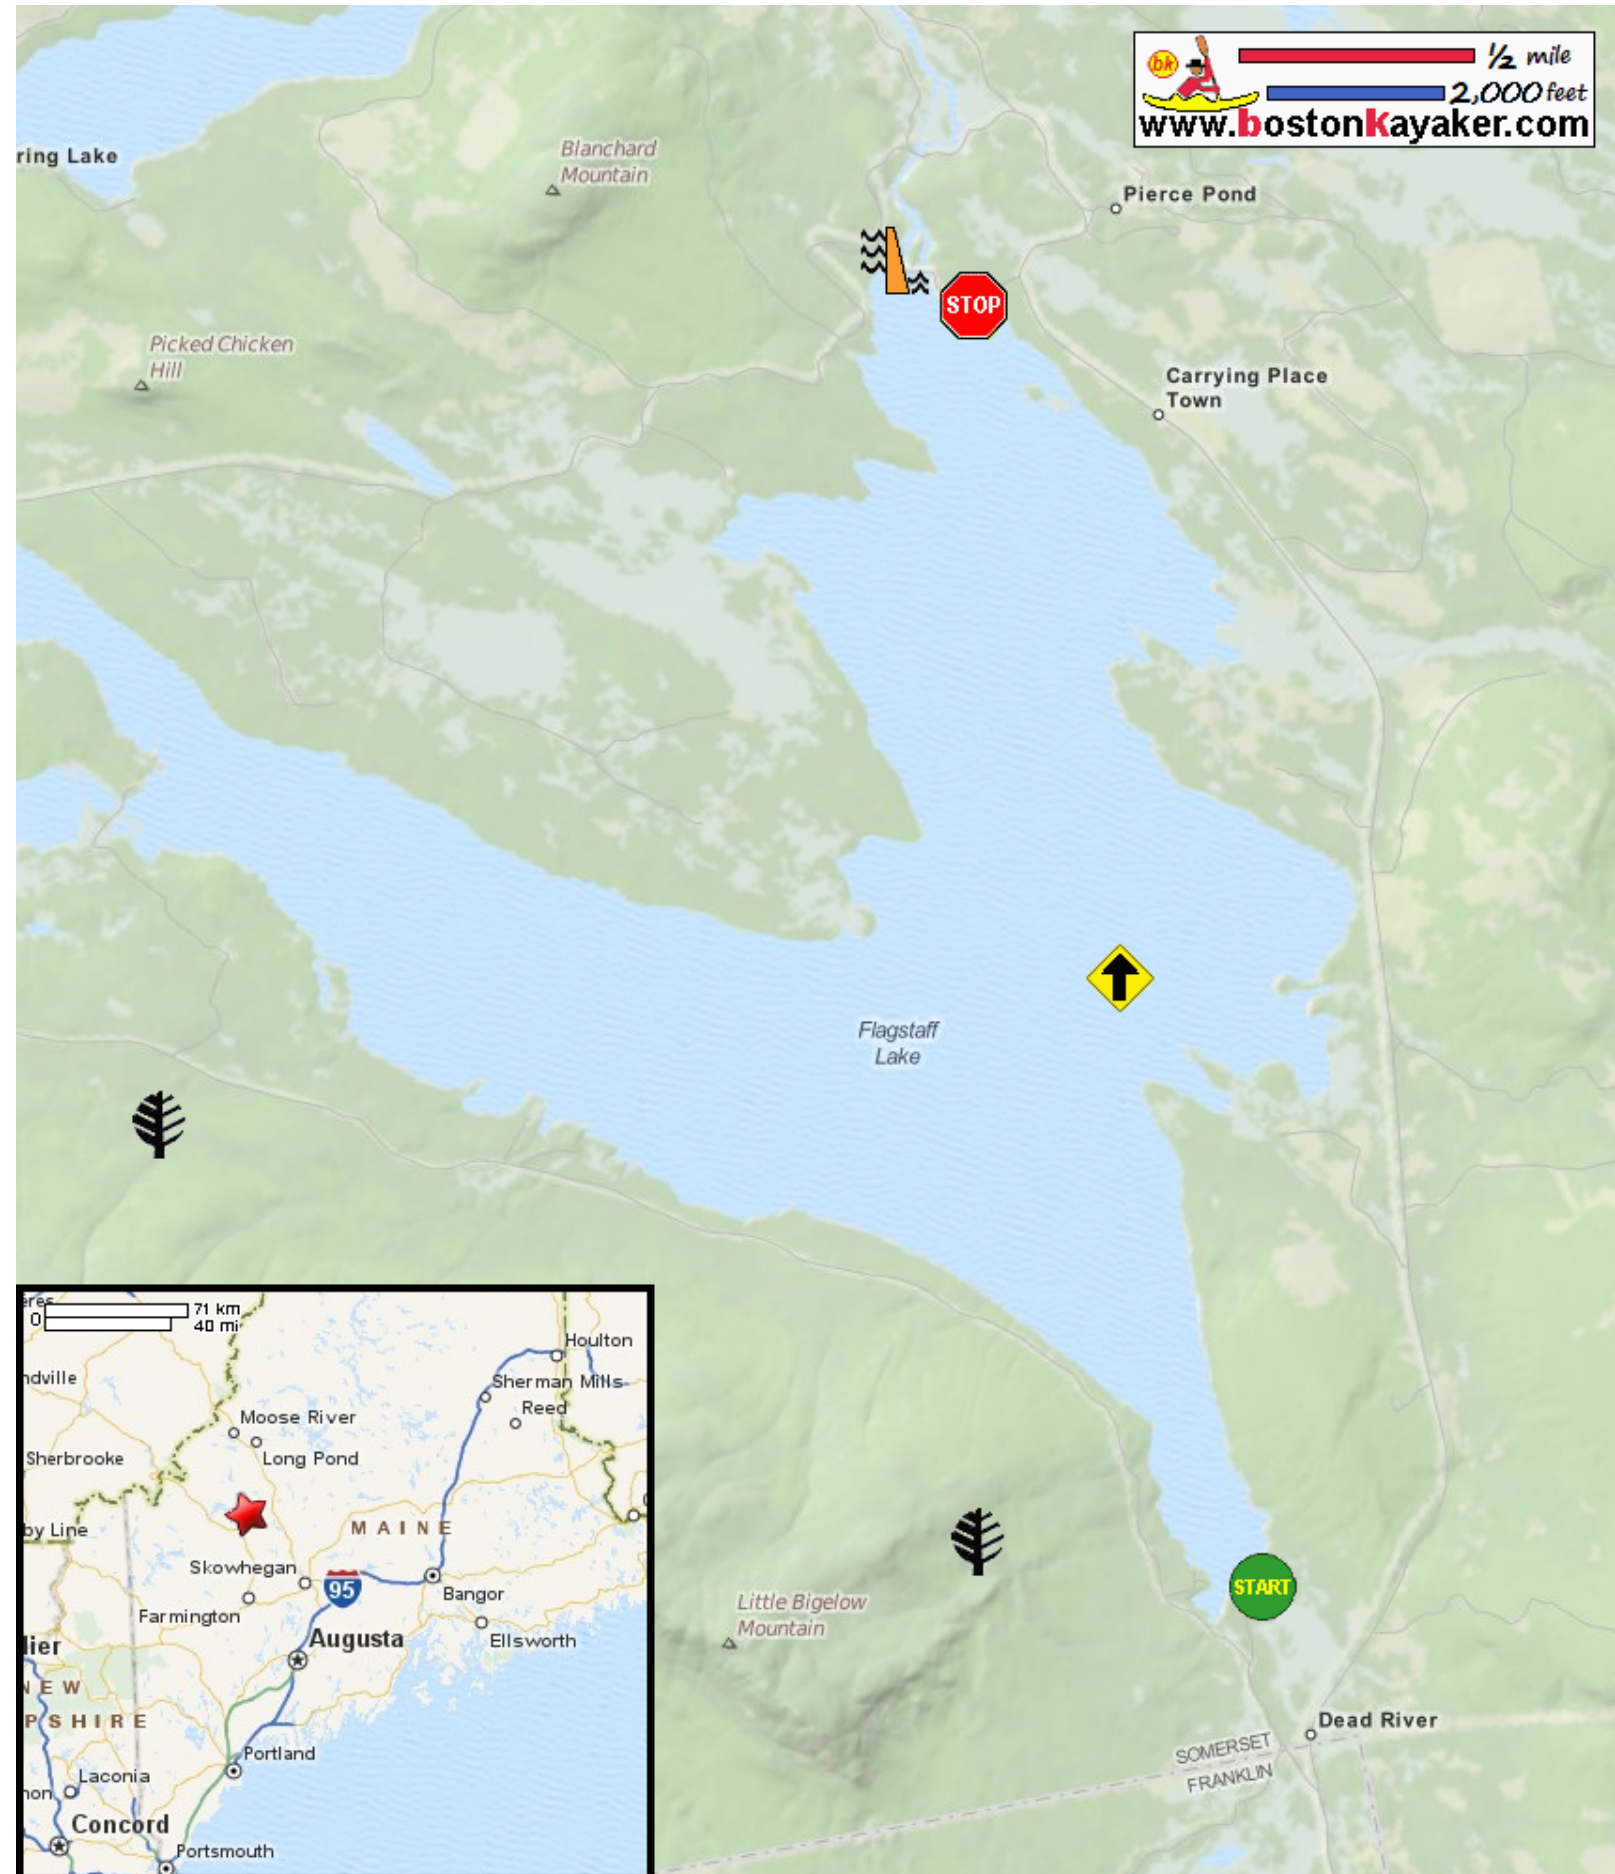 bk
½ mile
2,000 feet
www.bostonkayaker.com
ring Lake
Blanchard
Mountain
Pierce Pond
STOP
Picked Chicken
Hill
Carrying Place
Town
Flagstaff
Lake
START
Little Bigelow
Mountain
Dead River
SOMERSET
FRANKLIN
0
71 km
40 mi
Houlton
ndville
Sherman Mills
Reed
Moose River
Sherbrooke
Long Pond
MAINE
by Line
Skowhegan
95
Bangor
Farmington
Augusta
Ellsworth
lier
NEW
PSHIRE
Portland
Laconia
non
Concord
Portsmouth